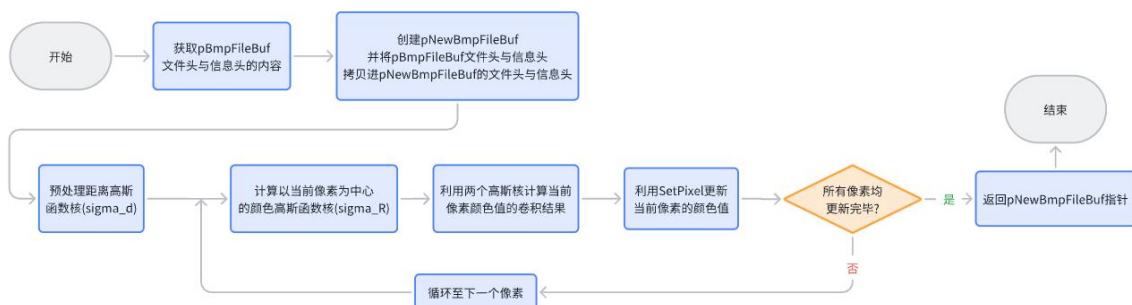 开始
获取pBmpFileBuf
文件头与信息头的内容
创建pNewBmpFileBuf
并将pBmpFileBuf文件头与信息头
拷贝进pNewBmpFileBuf的文件头与信息头
预处理距离高斯
函数核(sigma_d)
计算以当前像素为中心
的颜色高斯函数核(sigma_R)
利用两个高斯核计算当前
像素颜色值的卷积结果
利用SetPixel更新
当前像素的颜色值
所有像素均
更新完毕?
是
返回pNewBmpFileBuf指针
结束
否
循环至下一个像素